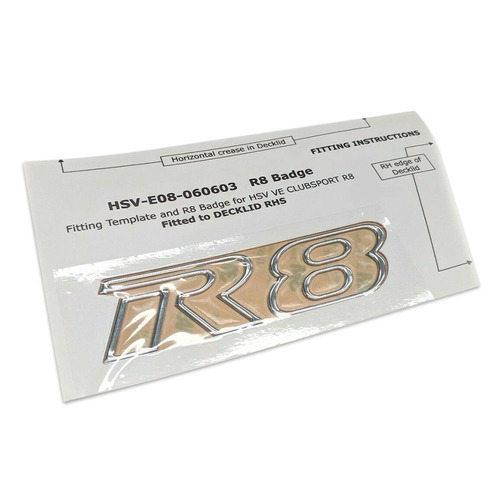 Horizontal crease in Decklid
FITTING INSTRUCTIONS
RH edge of
Decklid
HSV-E08-060603 R8 Badge
Fitting Template and R8 Badge for HSV VE CLUBSPORT R8
Fitted to DECKLID RHS
R8